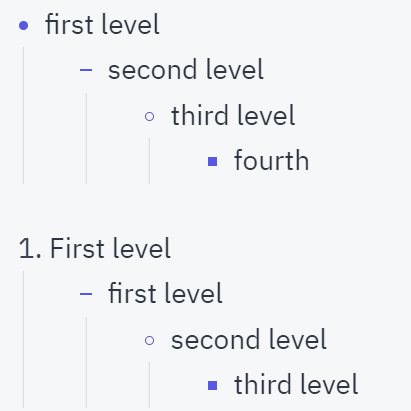 first level
second level
third level
fourth
1. First level
first level
second level
third level